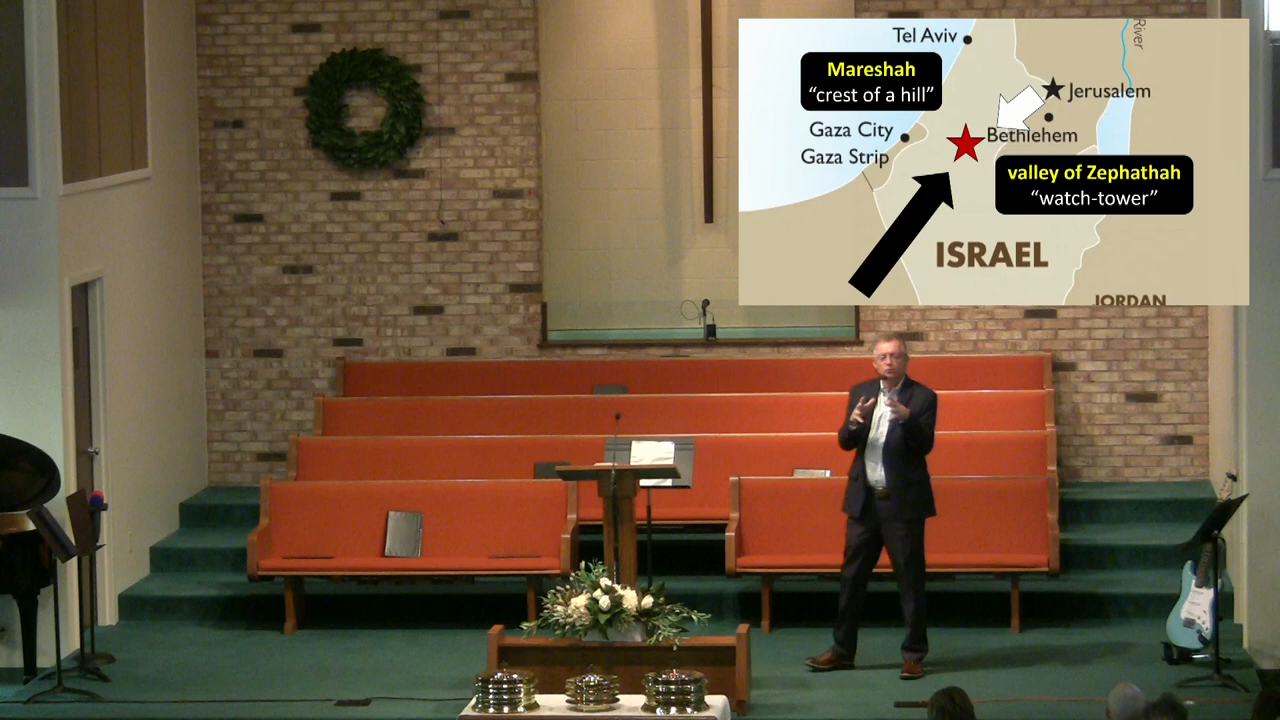 Tel Aviv
River
Mareshah
“crest of a hill”
Jerusalem
Gaza City
Bethlehem
Gaza Strip
valley of Zephathah
“watch-tower”
ISRAEL
JORDAN